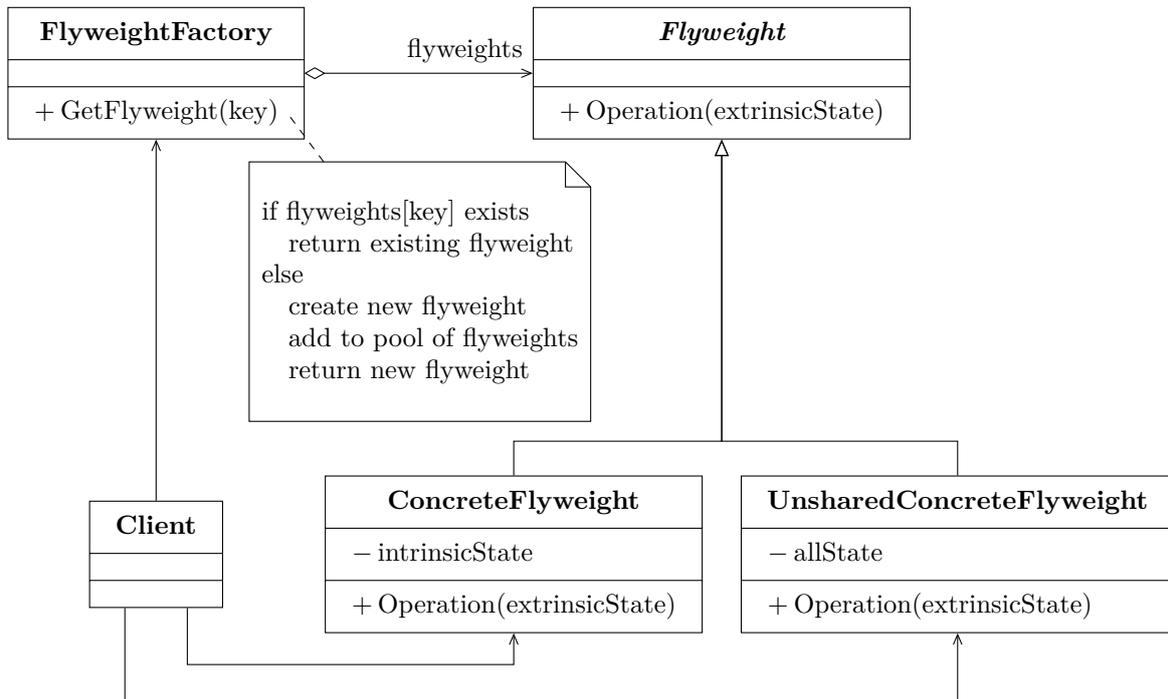 FlyweightFactory
+ GetFlyweight(key)
flyweights
Flyweight
+ Operation(extrinsicState)
if flyweights[key] exists
return existing flyweight
else
create new flyweight
add to pool of flyweights
return new flyweight
Client
ConcreteFlyweight
− intrinsicState
+ Operation(extrinsicState)
UnsharedConcreteFlyweight
− allState
+ Operation(extrinsicState)